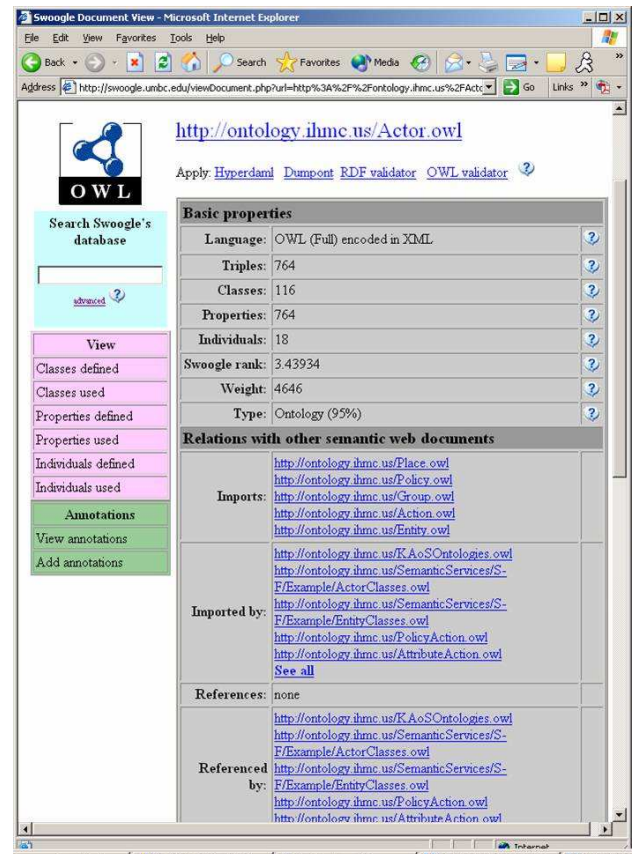 Swoogle Document View - Microsoft Internet Explorer
File Edit View Favorites Tools Help
Back Search Favorites Media
Address http://swoogle.umbc.edu/viewDocument.php?url=http%3A%2F%2Fontology.ihmc.us%2FActo Go Links »
http://ontology.ihmc.us/Actor.owl
Apply: Hyperdaml Dumpont RDF validator OWL validator
OWL
Search Swoogle's
database
advanced
View
Classes defined
Classes used
Properties defined
Properties used
Individuals defined
Individuals used
Annotations
View annotations
Add annotations
Basic properties
Language: OWL (Full) encoded in XML
Triples: 764
Classes: 116
Properties: 764
Individuals: 18
Swoogle rank: 3.43934
Weight: 4646
Type: Ontology (95%)
Relations with other semantic web documents
http://ontology.ihmc.us/Place.owl
http://ontology.ihmc.us/Policy.owl
Imports: http://ontology.ihmc.us/Group.owl
http://ontology.ihmc.us/Action.owl
http://ontology.ihmc.us/Entity.owl
http://ontology.ihmc.us/KAoSOntologies.owl
http://ontology.ihmc.us/SemanticServices/S-
F/Example/ActorClasses.owl
http://ontology.ihmc.us/SemanticServices/S-
Imported by: F/Example/EntityClasses.owl
http://ontology.ihmc.us/PolicyAction.owl
http://ontology.ihmc.us/AttributeAction.owl
See all
References: none
http://ontology.ihmc.us/KAoSOntologies.owl
http://ontology.ihmc.us/SemanticServices/S-
F/Example/ActorClasses.owl
Referenced http://ontology.ihmc.us/SemanticServices/S-
by: F/Example/EntityClasses.owl
http://ontology.ihmc.us/PolicyAction.owl
http://ontology.ihmc.us/AttributeAction.owl
Internet